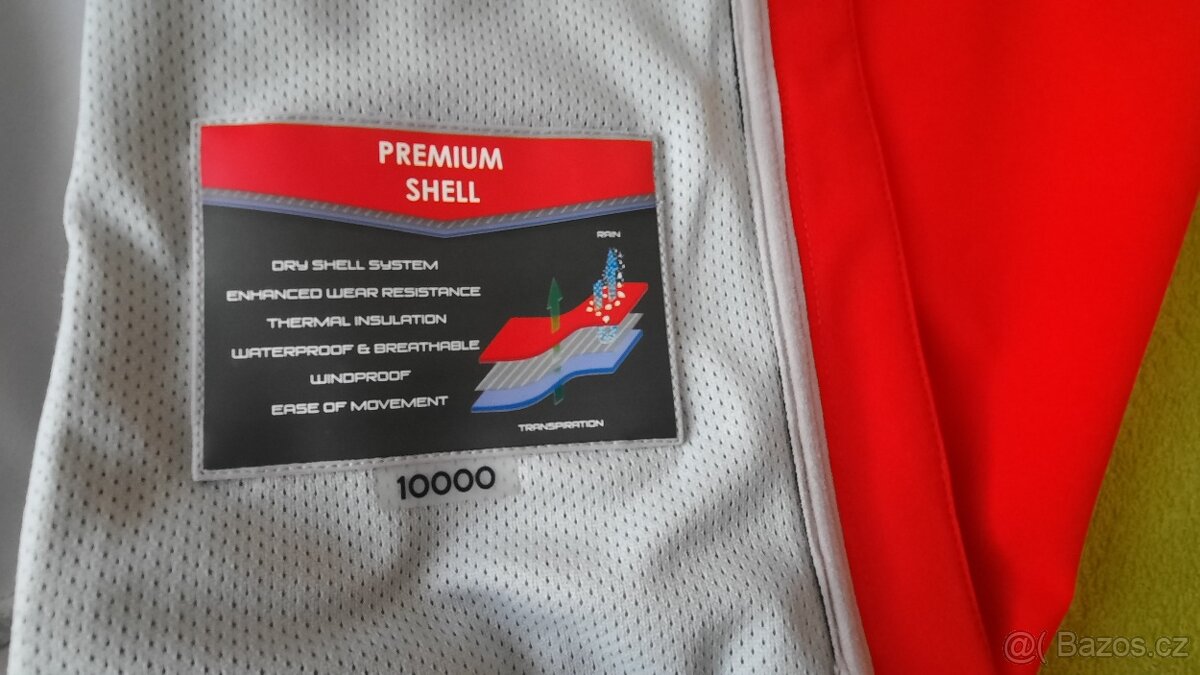 PREMIUM
SHELL
RAIN
DRY SHELL SYSTEM
ENHANCED WEAR RESISTANCE
THERMAL INSULATION
WATERPROOF & BREATHABLE
WINDPROOF
EASE OF MOVEMENT
TRANSPIRATION
10000
@( Bazos.cz